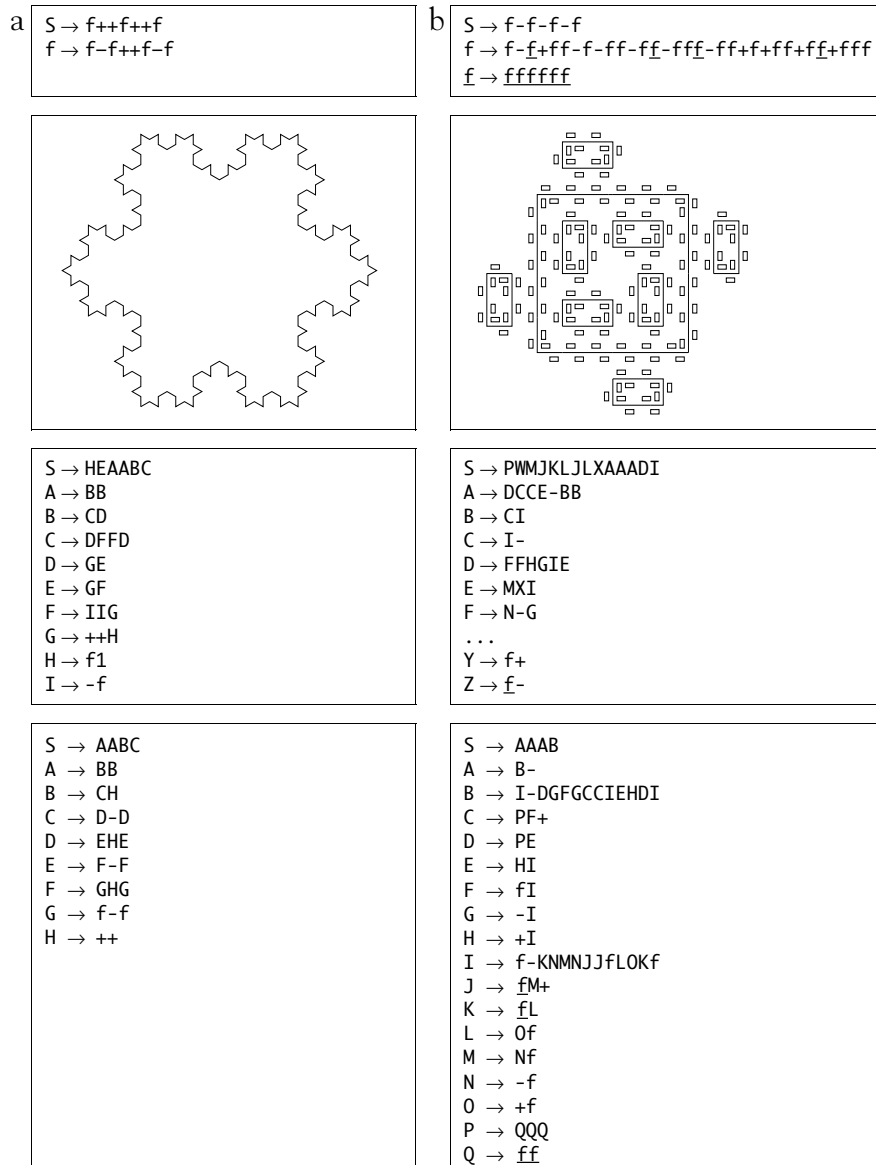 a
S → f++f++f
f → f–f++f–f
S → HEAABC
A → BB
B → CD
C → DFFD
D → GE
E → GF
F → IIG
G → ++H
H → f1
I → -f
S → AABC
A → BB
B → CH
C → D-D
D → EHE
E → F-F
F → GHG
G → f-f
H → ++
b
S → f-f-f-f
f → f-f+ff-f-ff-ff-fff-ff+f+ff+ff+fff
f → ffffff
S → PWMJKLJLXAAADI
A → DCCE-BB
B → CI
C → I-
D → FFHGIE
E → MXI
F → N-G
...
Y → f+
Z → f-
S → AAAB
A → B-
B → I-DGFGCCIEHDI
C → PF+
D → PE
E → HI
F → fI
G → -I
H → +I
I → f-KNMNJJfLOKf
J → fM+
K → fL
L → Of
M → Nf
N → -f
O → +f
P → QQQ
Q → ff